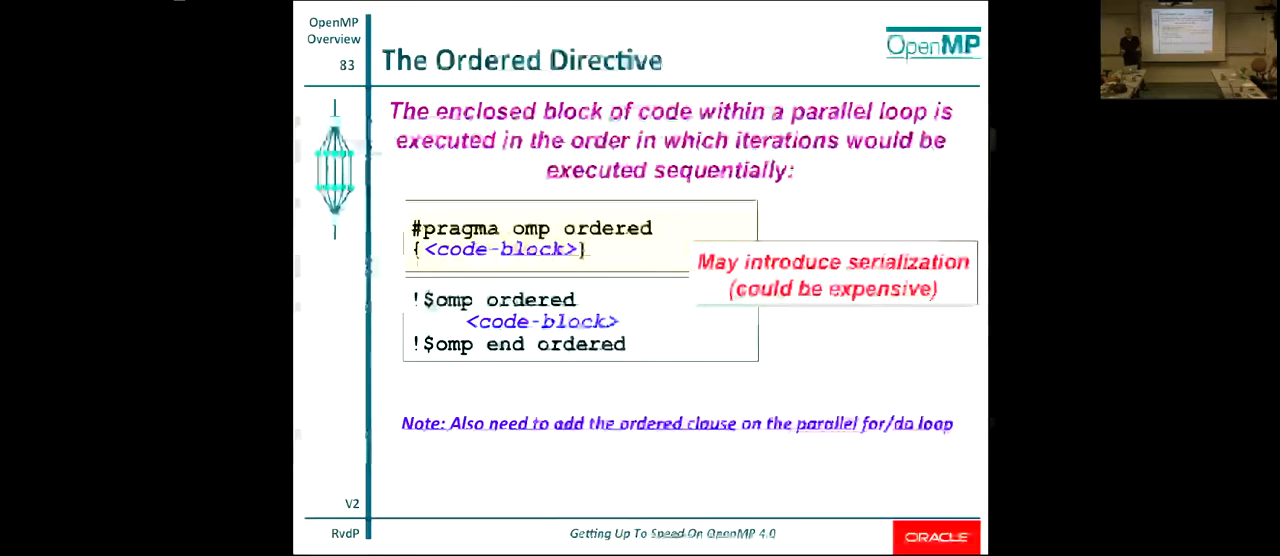 OpenMP
Overview
83
The Ordered Directive
OpenMP
The enclosed block of code within a parallel loop is
executed in the order in which iterations would be
executed sequentially:
#pragma omp ordered
{<code-block>}
May introduce serialization
(could be expensive)
!$omp ordered
<code-block>
!$omp end ordered
Note: Also need to add the ordered clause on the parallel for/do loop
V2
RvdP
Getting Up To Speed On OpenMP 4.0
ORACLE